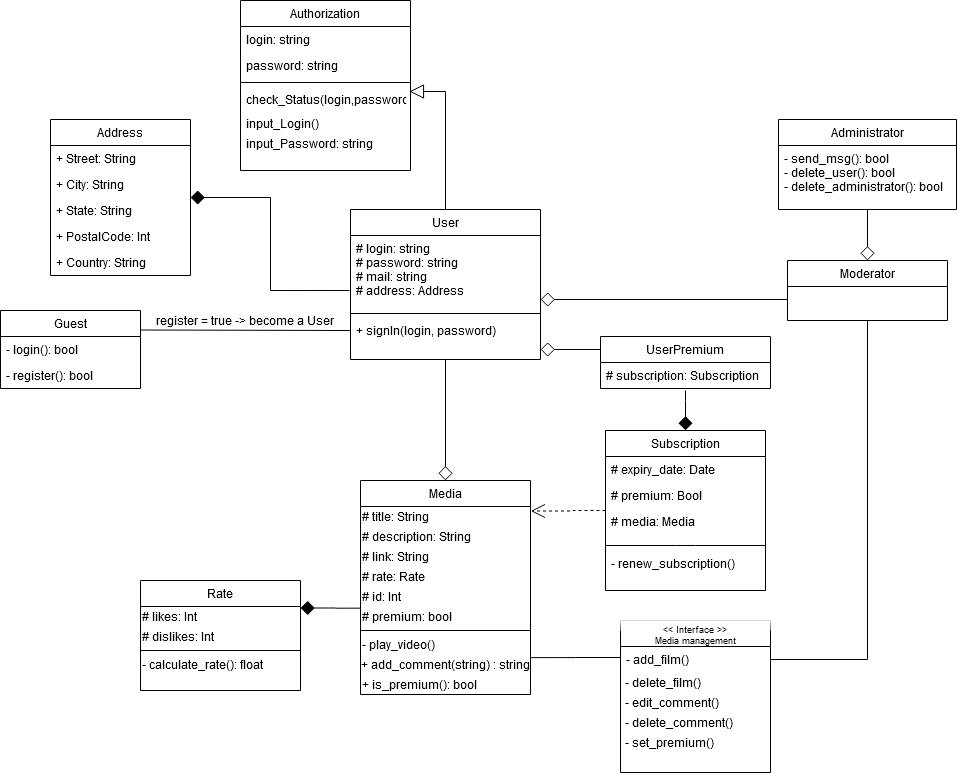 Authorization
login: string
password: string
check_Status(login,password
input_Login()
input_Password: string
Address
+ Street: String
+ City: String
+ State: String
+ PostalCode: Int
+ Country: String
Administrator
- send_msg(): bool
- delete_user(): bool
- delete_administrator(): bool
User
# login: string
# password: string
# mail: string
# address: Address
+ signIn(login, password)
Moderator
Guest
- login(): bool
- register(): bool
register = true -> become a User
UserPremium
# subscription: Subscription
Subscription
# expiry_date: Date
# premium: Bool
# media: Media
- renew_subscription()
Media
# title: String
# description: String
# link: String
# rate: Rate
# id: Int
# premium: bool
- play_video()
+ add_comment(string) : string
+ is_premium(): bool
Rate
# likes: Int
# dislikes: Int
- calculate_rate(): float
<< Interface >>
Media management
- add_film()
- delete_film()
- edit_comment()
- delete_comment()
- set_premium()